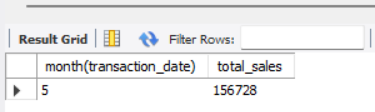 Result Grid Filter Rows:
month(transaction_date) total_sales
5 156728